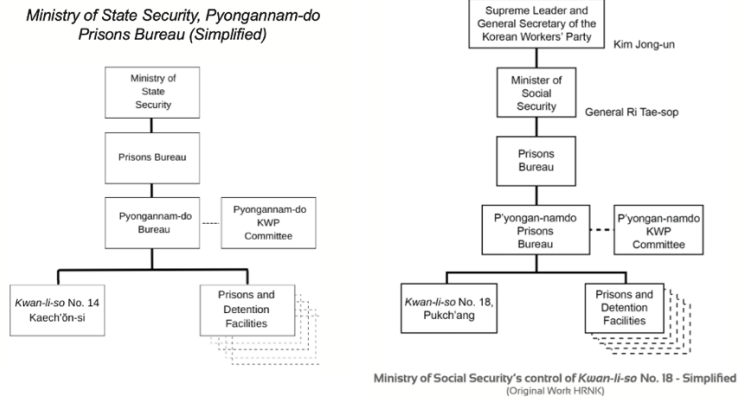 Ministry of State Security, Pyongannam-do
Prisons Bureau (Simplified)
Ministry of
State
Security
Prisons Bureau
Pyongannam-do
Bureau
Pyongannam-do
KWP
Committee
Kwan-li-so No. 14
Kaech'ŏn-si
Prisons and
Detention
Facilities
Supreme Leader and
General Secretary of the
Korean Workers' Party
Kim Jong-un
Minister of
Social
Security
General Ri Tae-sop
Prisons
Bureau
P'yongan-namdo
Prisons
Bureau
P'yongan-namdo
KWP
Committee
Kwan-li-so No. 18,
Pukch'ang
Prisons and
Detention
Facilities
Ministry of Social Security's control of Kwan-li-so No. 18 - Simplified
(Original Work HRNK)